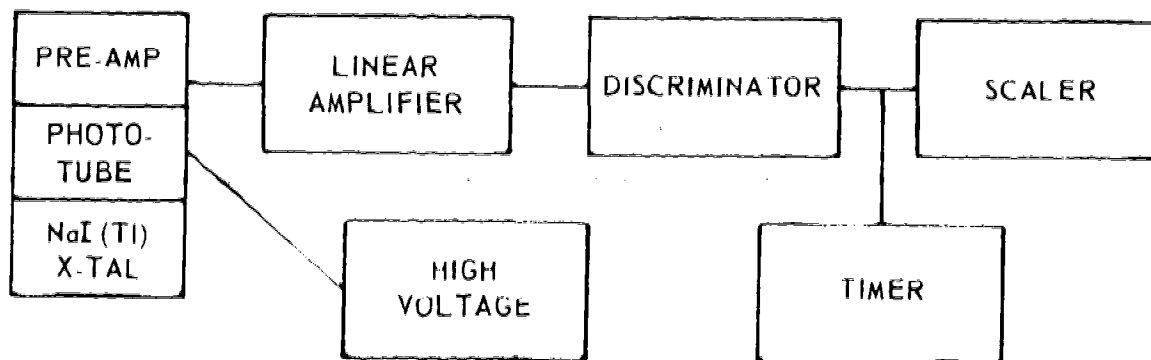 PRE-AMP
PHOTO-
TUBE
NaI (Tl)
X-TAL
LINEAR
AMPLIFIER
DISCRIMINATOR
SCALER
HIGH
VOLTAGE
TIMER